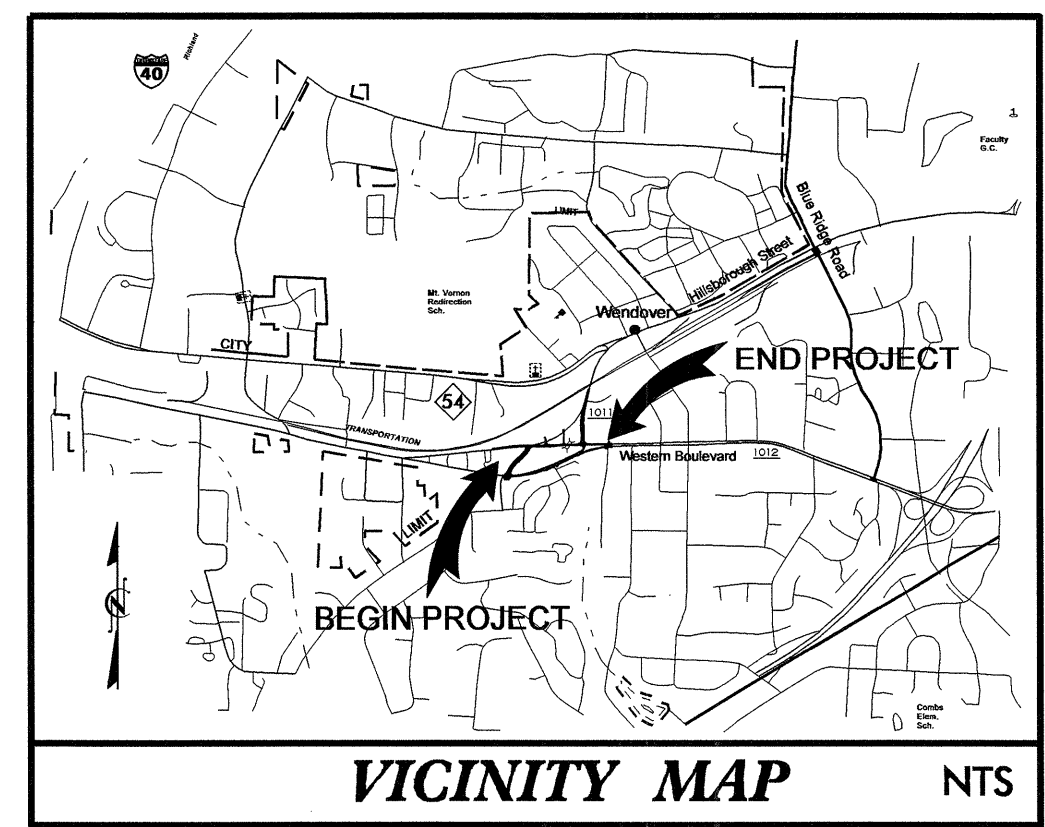 Richland
INTERSTATE
40
1
Faculty
G.C.
Blue Ridge Road
LIMIT
Hillsborough Street
Mt. Vernon
Redirection
Sch.
Wendover
CITY
END PROJECT
54
1011
TRANSPORTATION
Western Boulevard
1012
LIMIT
N
BEGIN PROJECT
Combs
Elem.
Sch.
VICINITY MAP
NTS